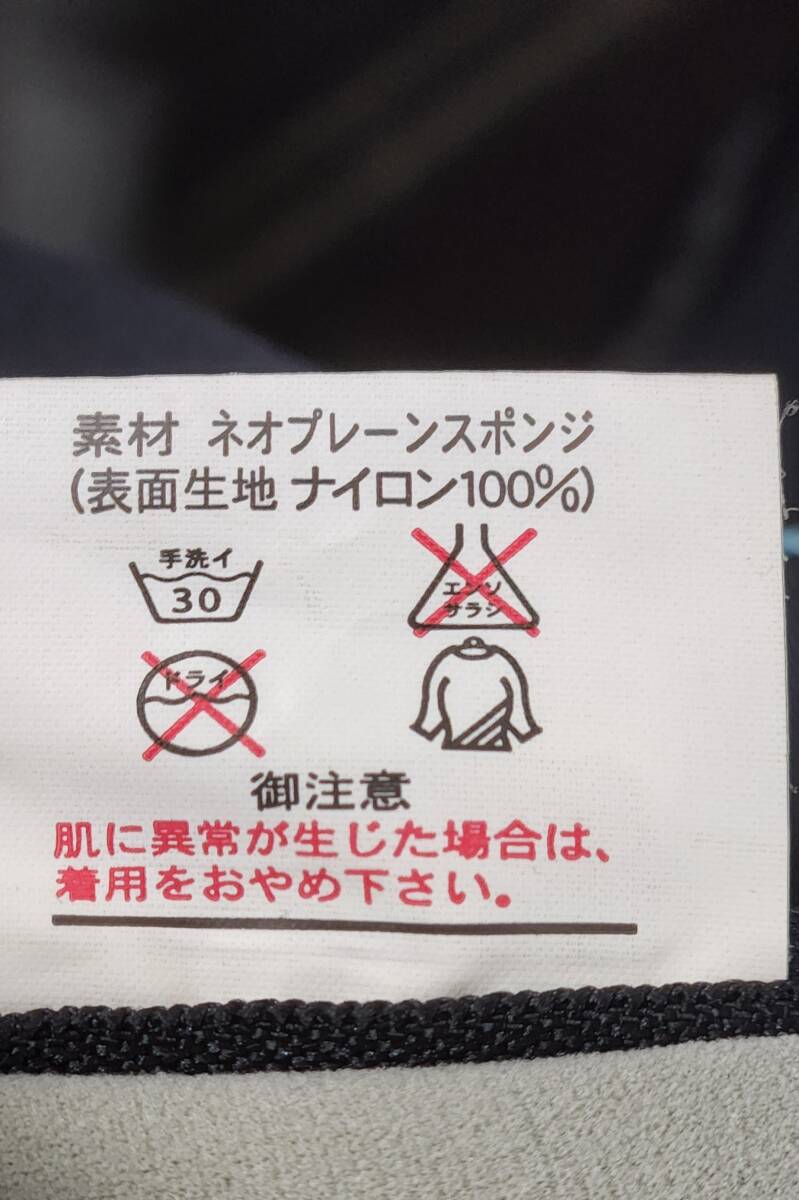 素材 ネオプレーンスポンジ
(表面生地 ナイロン100%)
手洗イ
30
エンソ
サラシ
ドライ
御注意
肌に異常が生じた場合は、
着用をおやめ下さい。